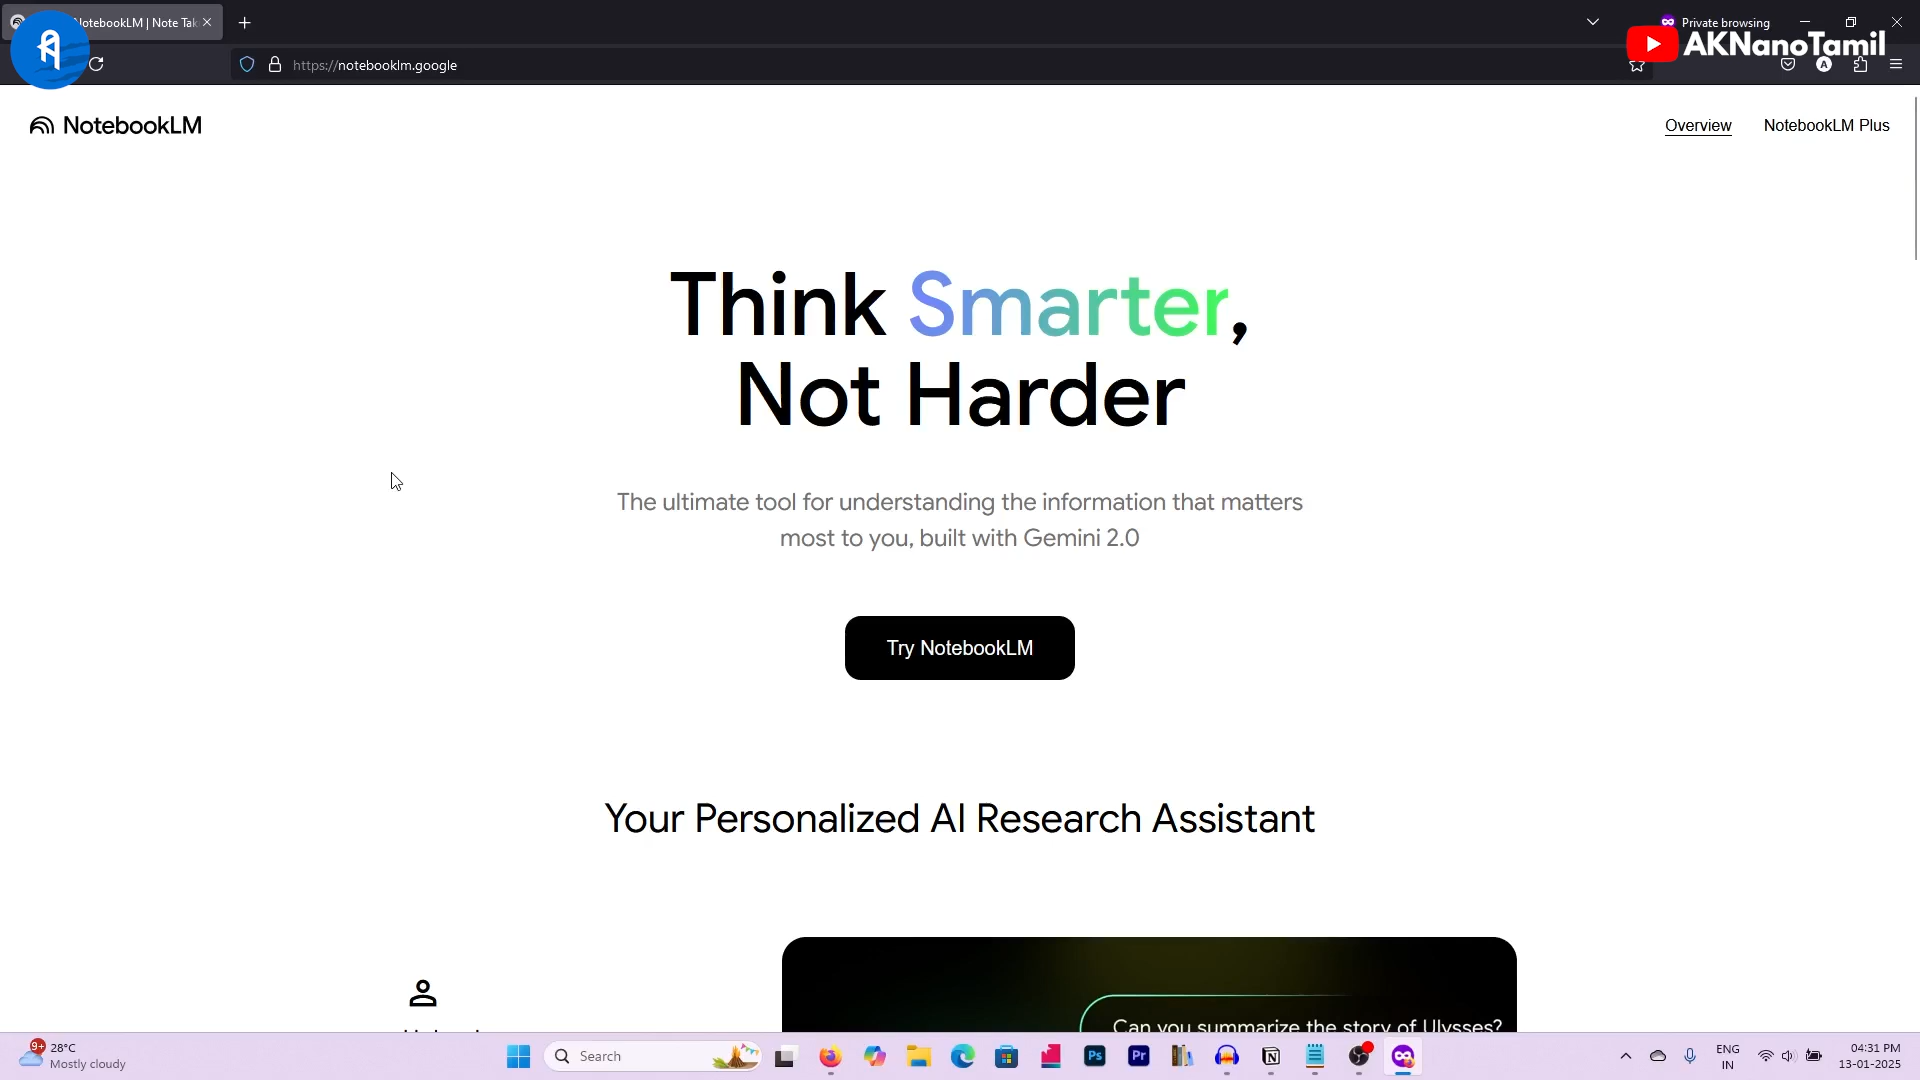 NotebookLM | Note Tak
Private browsing
AKNanoTamil
https://notebooklm.google
A
NotebookLM
Overview
NotebookLM Plus
Think Smarter,
Not Harder
The ultimate tool for understanding the information that matters
most to you, built with Gemini 2.0
Try NotebookLM
Your Personalized AI Research Assistant
Can you summarize the story of Ulysses?
9+
28°C
Mostly cloudy
Search
Ps
Pr
ENG
IN
04:31 PM
13-01-2025